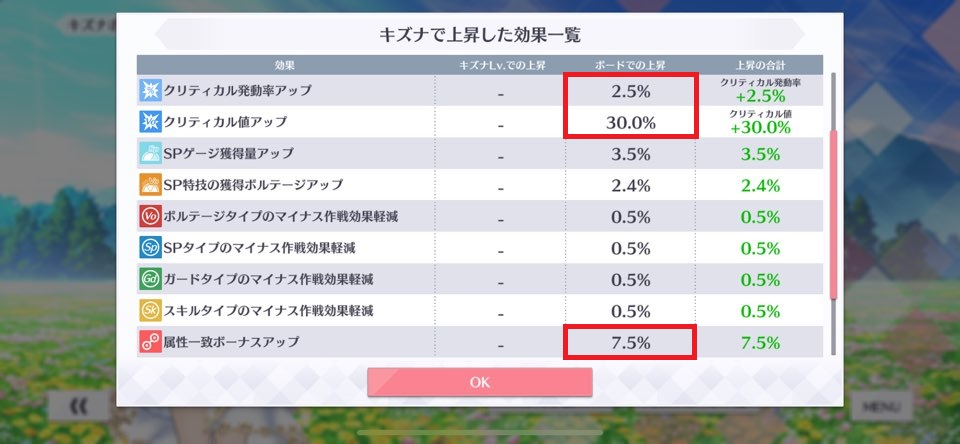 キズナボ
キズナで上昇した効果一覧
効果 キズナLv.での上昇 ボードでの上昇 上昇の合計
クリティカル発動率アップ - 2.5% クリティカル発動率 +2.5%
クリティカル値アップ - 30.0% クリティカル値 +30.0%
SPゲージ獲得量アップ - 3.5% 3.5%
SP特技の獲得ボルテージアップ - 2.4% 2.4%
Vo ボルテージタイプのマイナス作戦効果軽減 - 0.5% 0.5%
Sp SPタイプのマイナス作戦効果軽減 - 0.5% 0.5%
Gd ガードタイプのマイナス作戦効果軽減 - 0.5% 0.5%
Sk スキルタイプのマイナス作戦効果軽減 - 0.5% 0.5%
属性一致ボーナスアップ - 7.5% 7.5%
OK
MENU